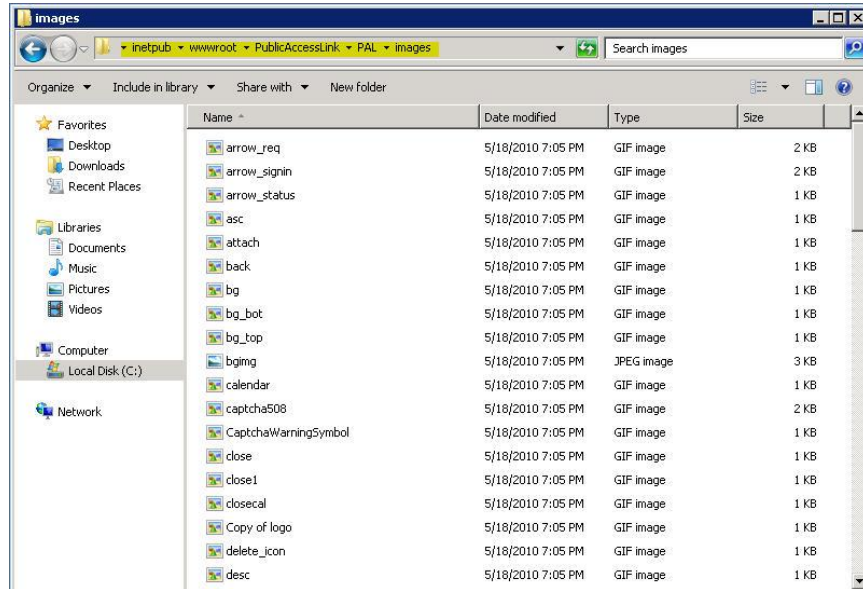 images
inetpub wwwroot PublicAccessLink PAL images Search images
Organize Include in library Share with New folder
Favorites
Desktop
Downloads
Recent Places
Libraries
Documents
Music
Pictures
Videos
Computer
Local Disk (C:)
Network
Name Date modified Type Size
arrow_req 5/18/2010 7:05 PM GIF image 2 KB
arrow_signin 5/18/2010 7:05 PM GIF image 2 KB
arrow_status 5/18/2010 7:05 PM GIF image 1 KB
asc 5/18/2010 7:05 PM GIF image 1 KB
attach 5/18/2010 7:05 PM GIF image 1 KB
back 5/18/2010 7:05 PM GIF image 1 KB
bg 5/18/2010 7:05 PM GIF image 1 KB
bg_bot 5/18/2010 7:05 PM GIF image 1 KB
bg_top 5/18/2010 7:05 PM GIF image 1 KB
bgimg 5/18/2010 7:05 PM JPEG image 3 KB
calendar 5/18/2010 7:05 PM GIF image 1 KB
captcha508 5/18/2010 7:05 PM GIF image 2 KB
CaptchaWarningSymbol 5/18/2010 7:05 PM GIF image 1 KB
close 5/18/2010 7:05 PM GIF image 1 KB
close1 5/18/2010 7:05 PM GIF image 1 KB
closecal 5/18/2010 7:05 PM GIF image 1 KB
Copy of logo 5/18/2010 7:05 PM GIF image 1 KB
delete_icon 5/18/2010 7:05 PM GIF image 1 KB
desc 5/18/2010 7:05 PM GIF image 1 KB